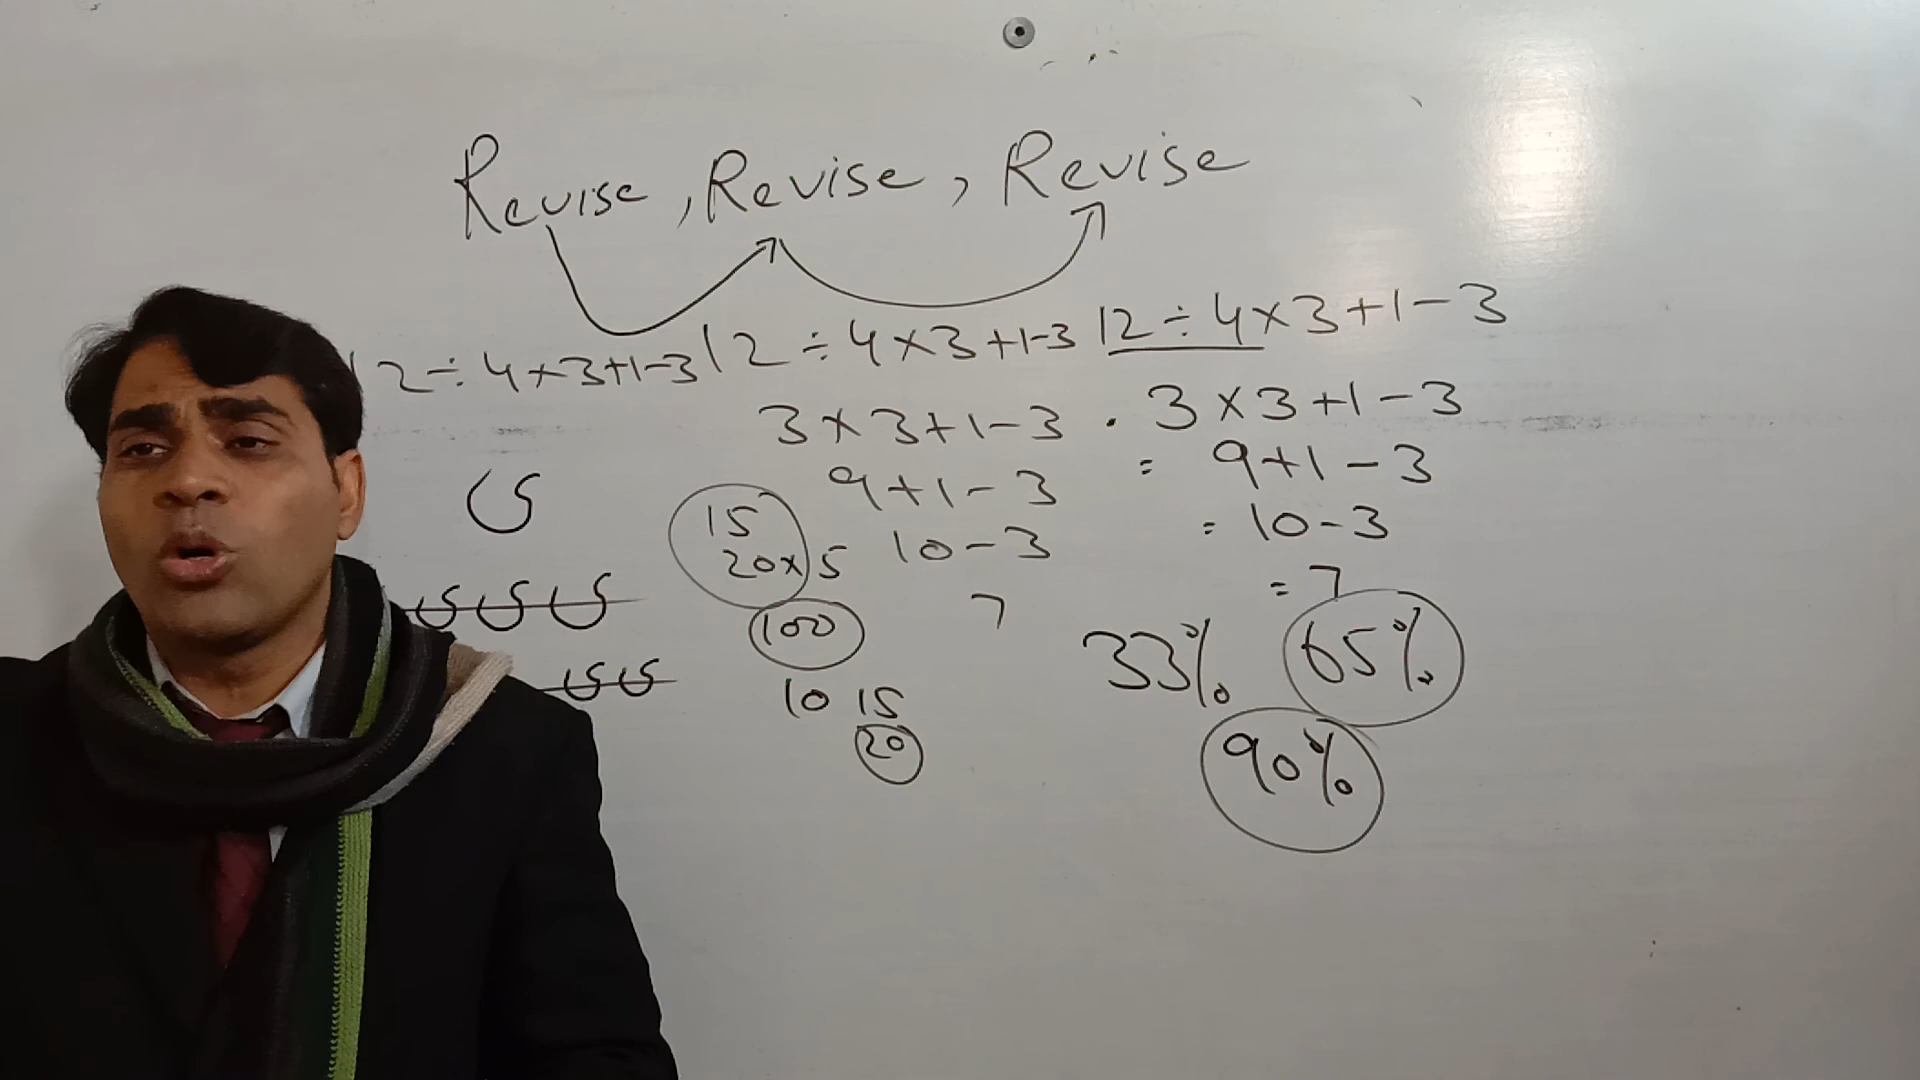 Revise, Revise, Revise
12÷4×3+1-3 12÷4×3+1-3 12÷4×3+1-3
3×3+1-3 . 3×3+1-3
9+1-3 = 9+1-3
15
20×5 10-3 = 10-3
100 7 = 7
33% 65%
10 15
20 90%